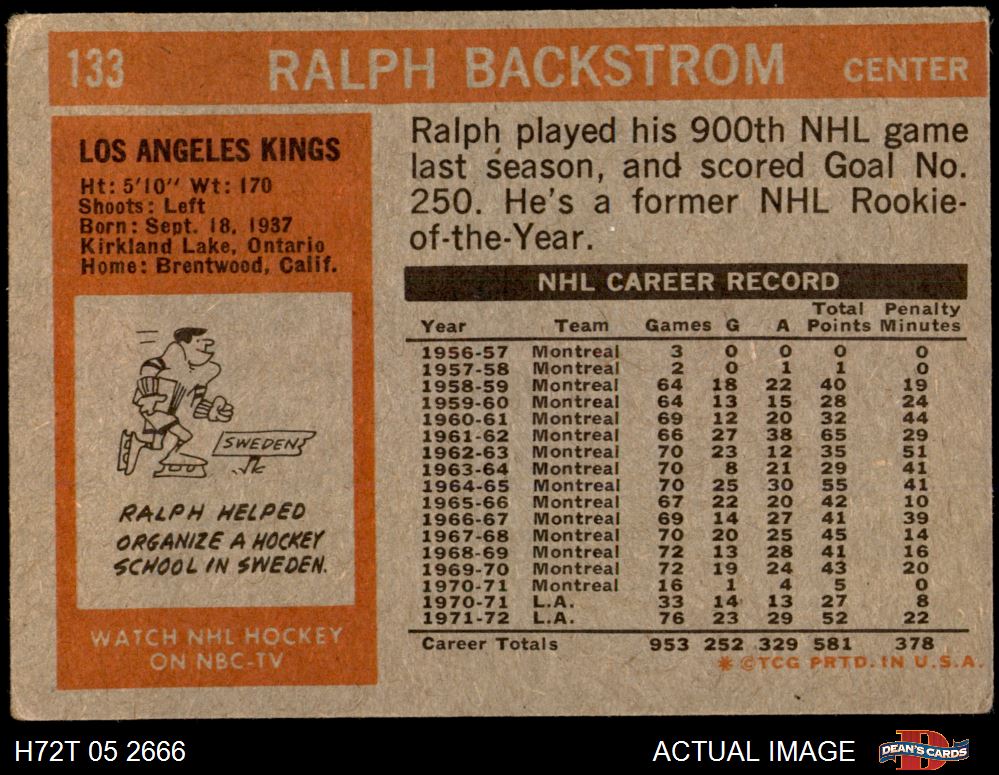 133 RALPH BACKSTROM CENTER
LOS ANGELES KINGS
Ht: 5'10" Wt: 170
Shoots: Left
Born: Sept. 18, 1937
Kirkland Lake, Ontario
Home: Brentwood, Calif.
SWEDEN
RALPH HELPED
ORGANIZE A HOCKEY
SCHOOL IN SWEDEN.
WATCH NHL HOCKEY
ON NBC-TV
Ralph played his 900th NHL game
last season, and scored Goal No.
250. He's a former NHL Rookie-
of-the-Year.
NHL CAREER RECORD
Total Penalty
Year Team Games G A Points Minutes
1956-57 Montreal 3 0 0 0 0
1957-58 Montreal 2 0 1 1 0
1958-59 Montreal 64 18 22 40 19
1959-60 Montreal 64 13 15 28 24
1960-61 Montreal 69 12 20 32 44
1961-62 Montreal 66 27 38 65 29
1962-63 Montreal 70 23 12 35 51
1963-64 Montreal 70 8 21 29 41
1964-65 Montreal 70 25 30 55 41
1965-66 Montreal 67 22 20 42 10
1966-67 Montreal 69 14 27 41 39
1967-68 Montreal 70 20 25 45 14
1968-69 Montreal 72 13 28 41 16
1969-70 Montreal 72 19 24 43 20
1970-71 Montreal 16 1 4 5 0
1970-71 L.A. 33 14 13 27 8
1971-72 L.A. 76 23 29 52 22
Career Totals 953 252 329 581 378
* ©TCG PRTD. IN U.S.A.
H72T 05 2666 ACTUAL IMAGE DEAN'S CARDS